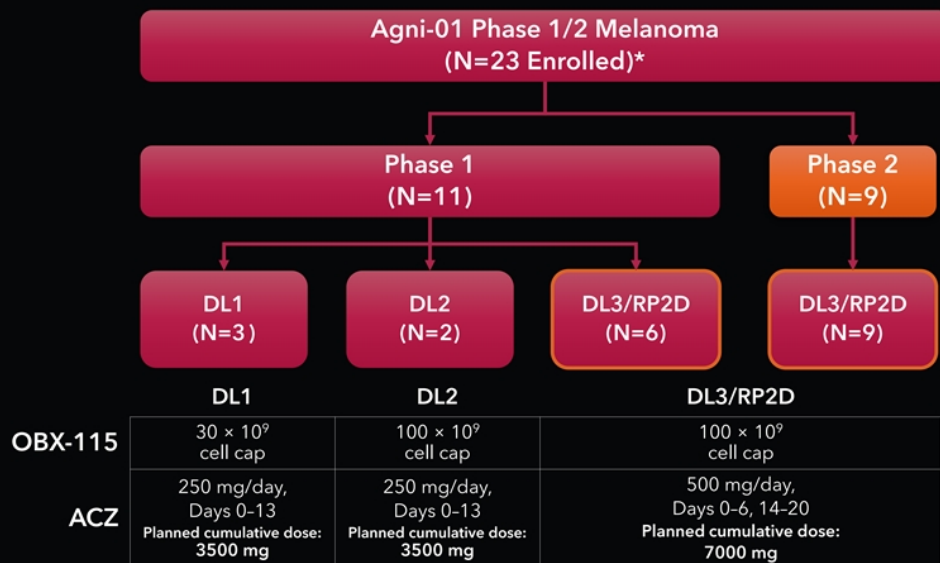 Agni-01 Phase 1/2 Melanoma
(N=23 Enrolled)*
Phase 1
(N=11)
Phase 2
(N=9)
DL1
(N=3)
DL2
(N=2)
DL3/RP2D
(N=6)
DL3/RP2D
(N=9)
DL1
DL2
DL3/RP2D
OBX-115
30 × 10⁹
cell cap
100 × 10⁹
cell cap
100 × 10⁹
cell cap
ACZ
250 mg/day,
Days 0–13
Planned cumulative dose:
3500 mg
250 mg/day,
Days 0–13
Planned cumulative dose:
3500 mg
500 mg/day,
Days 0–6, 14–20
Planned cumulative dose:
7000 mg